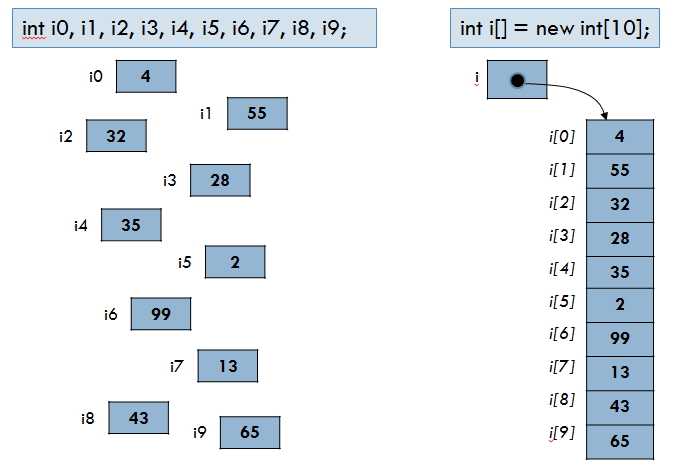 int i0, i1, i2, i3, i4, i5, i6, i7, i8, i9;
i0 4
i1 55
i2 32
i3 28
i4 35
i5 2
i6 99
i7 13
i8 43
i9 65
int i[] = new int[10];
i
i[0] 4
i[1] 55
i[2] 32
i[3] 28
i[4] 35
i[5] 2
i[6] 99
i[7] 13
i[8] 43
i[9] 65